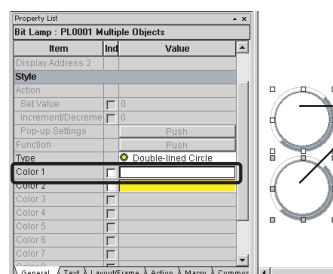 Property List
Bit Lamp : PL0001 Multiple Objects
Item Ind Value
Display Address 2
Style
Action
Set Value 0
Increment/Decreme 0
Pop-up Settings Push
Function Push
Type Double-lined Circle
Color 1
Color 2
Color 3
Color 4
Color 5
Color 6
Color 7
General Text Layout/Frame Action Macro Common